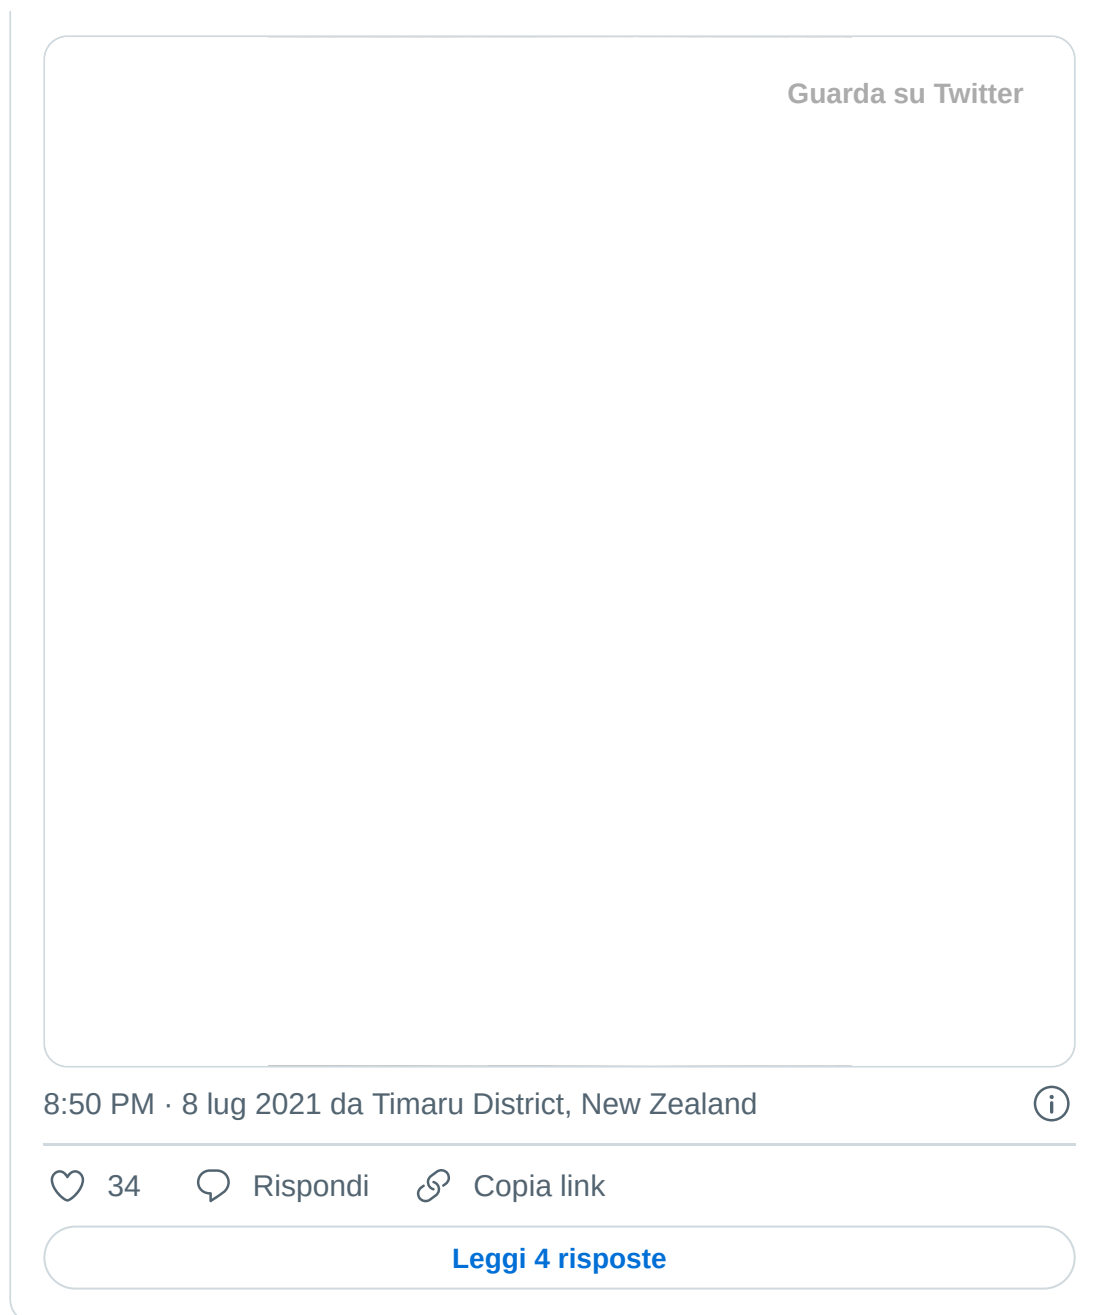 Guarda su Twitter
8:50 PM · 8 lug 2021 da Timaru District, New Zealand
34 Rispondi Copia link
Leggi 4 risposte